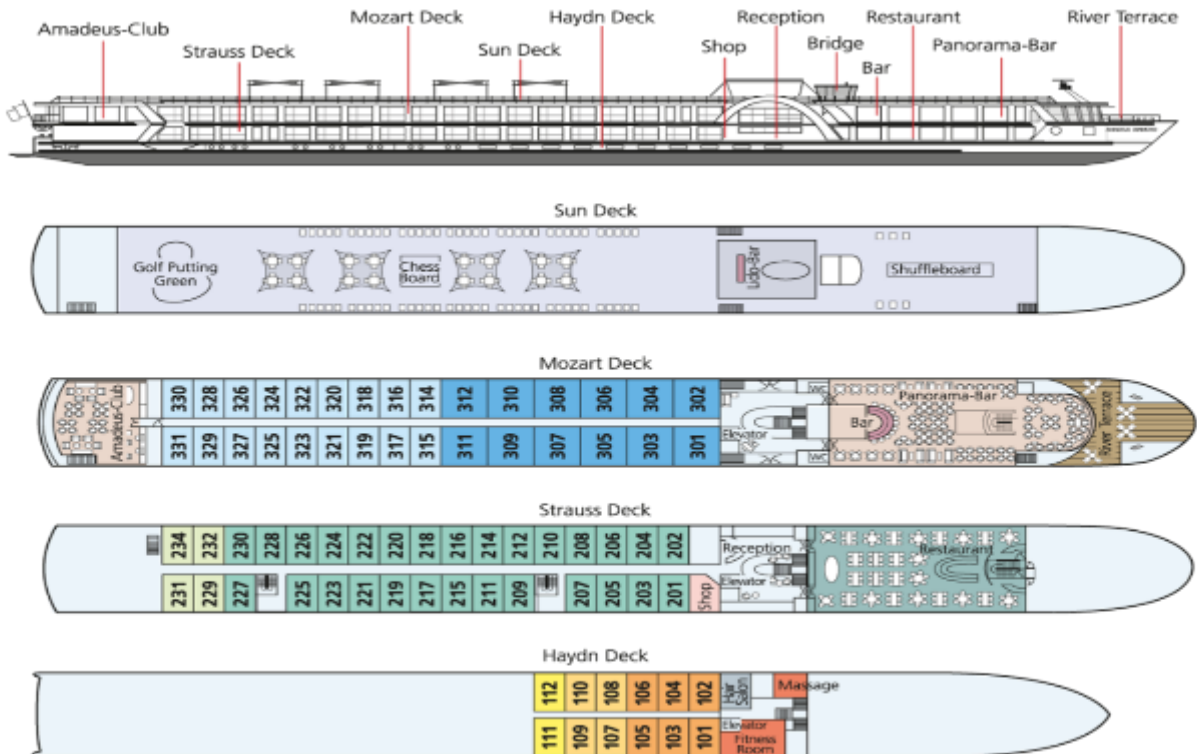 Mozart Deck
Haydn Deck
Reception
Restaurant
River Terrace
Amadeus-Club
Strauss Deck
Sun Deck
Shop
Bridge
Bar
Panorama-Bar
Sun Deck
Golf Putting
Green
Chess
Board
Lido-Bar
Shuffleboard
Mozart Deck
Amadeus-Club
330 328 326 324 322 320 318 316 314 312 310 308 306 304 302
331 329 327 325 323 321 319 317 315 311 309 307 305 303 301
Elevator
WC
WC
Bar
Panorama-Bar
River Terrace
Strauss Deck
234 232 230 228 226 224 222 220 218 216 214 212 210 208 206 204 202
231 229 227 225 223 221 219 217 215 211 209 207 205 203 201
Shop
Reception
Elevator
Restaurant
Haydn Deck
112 110 108 106 104 102
111 109 107 105 103 101
Hair
Salon
Massage
Elevator
Fitness
Room